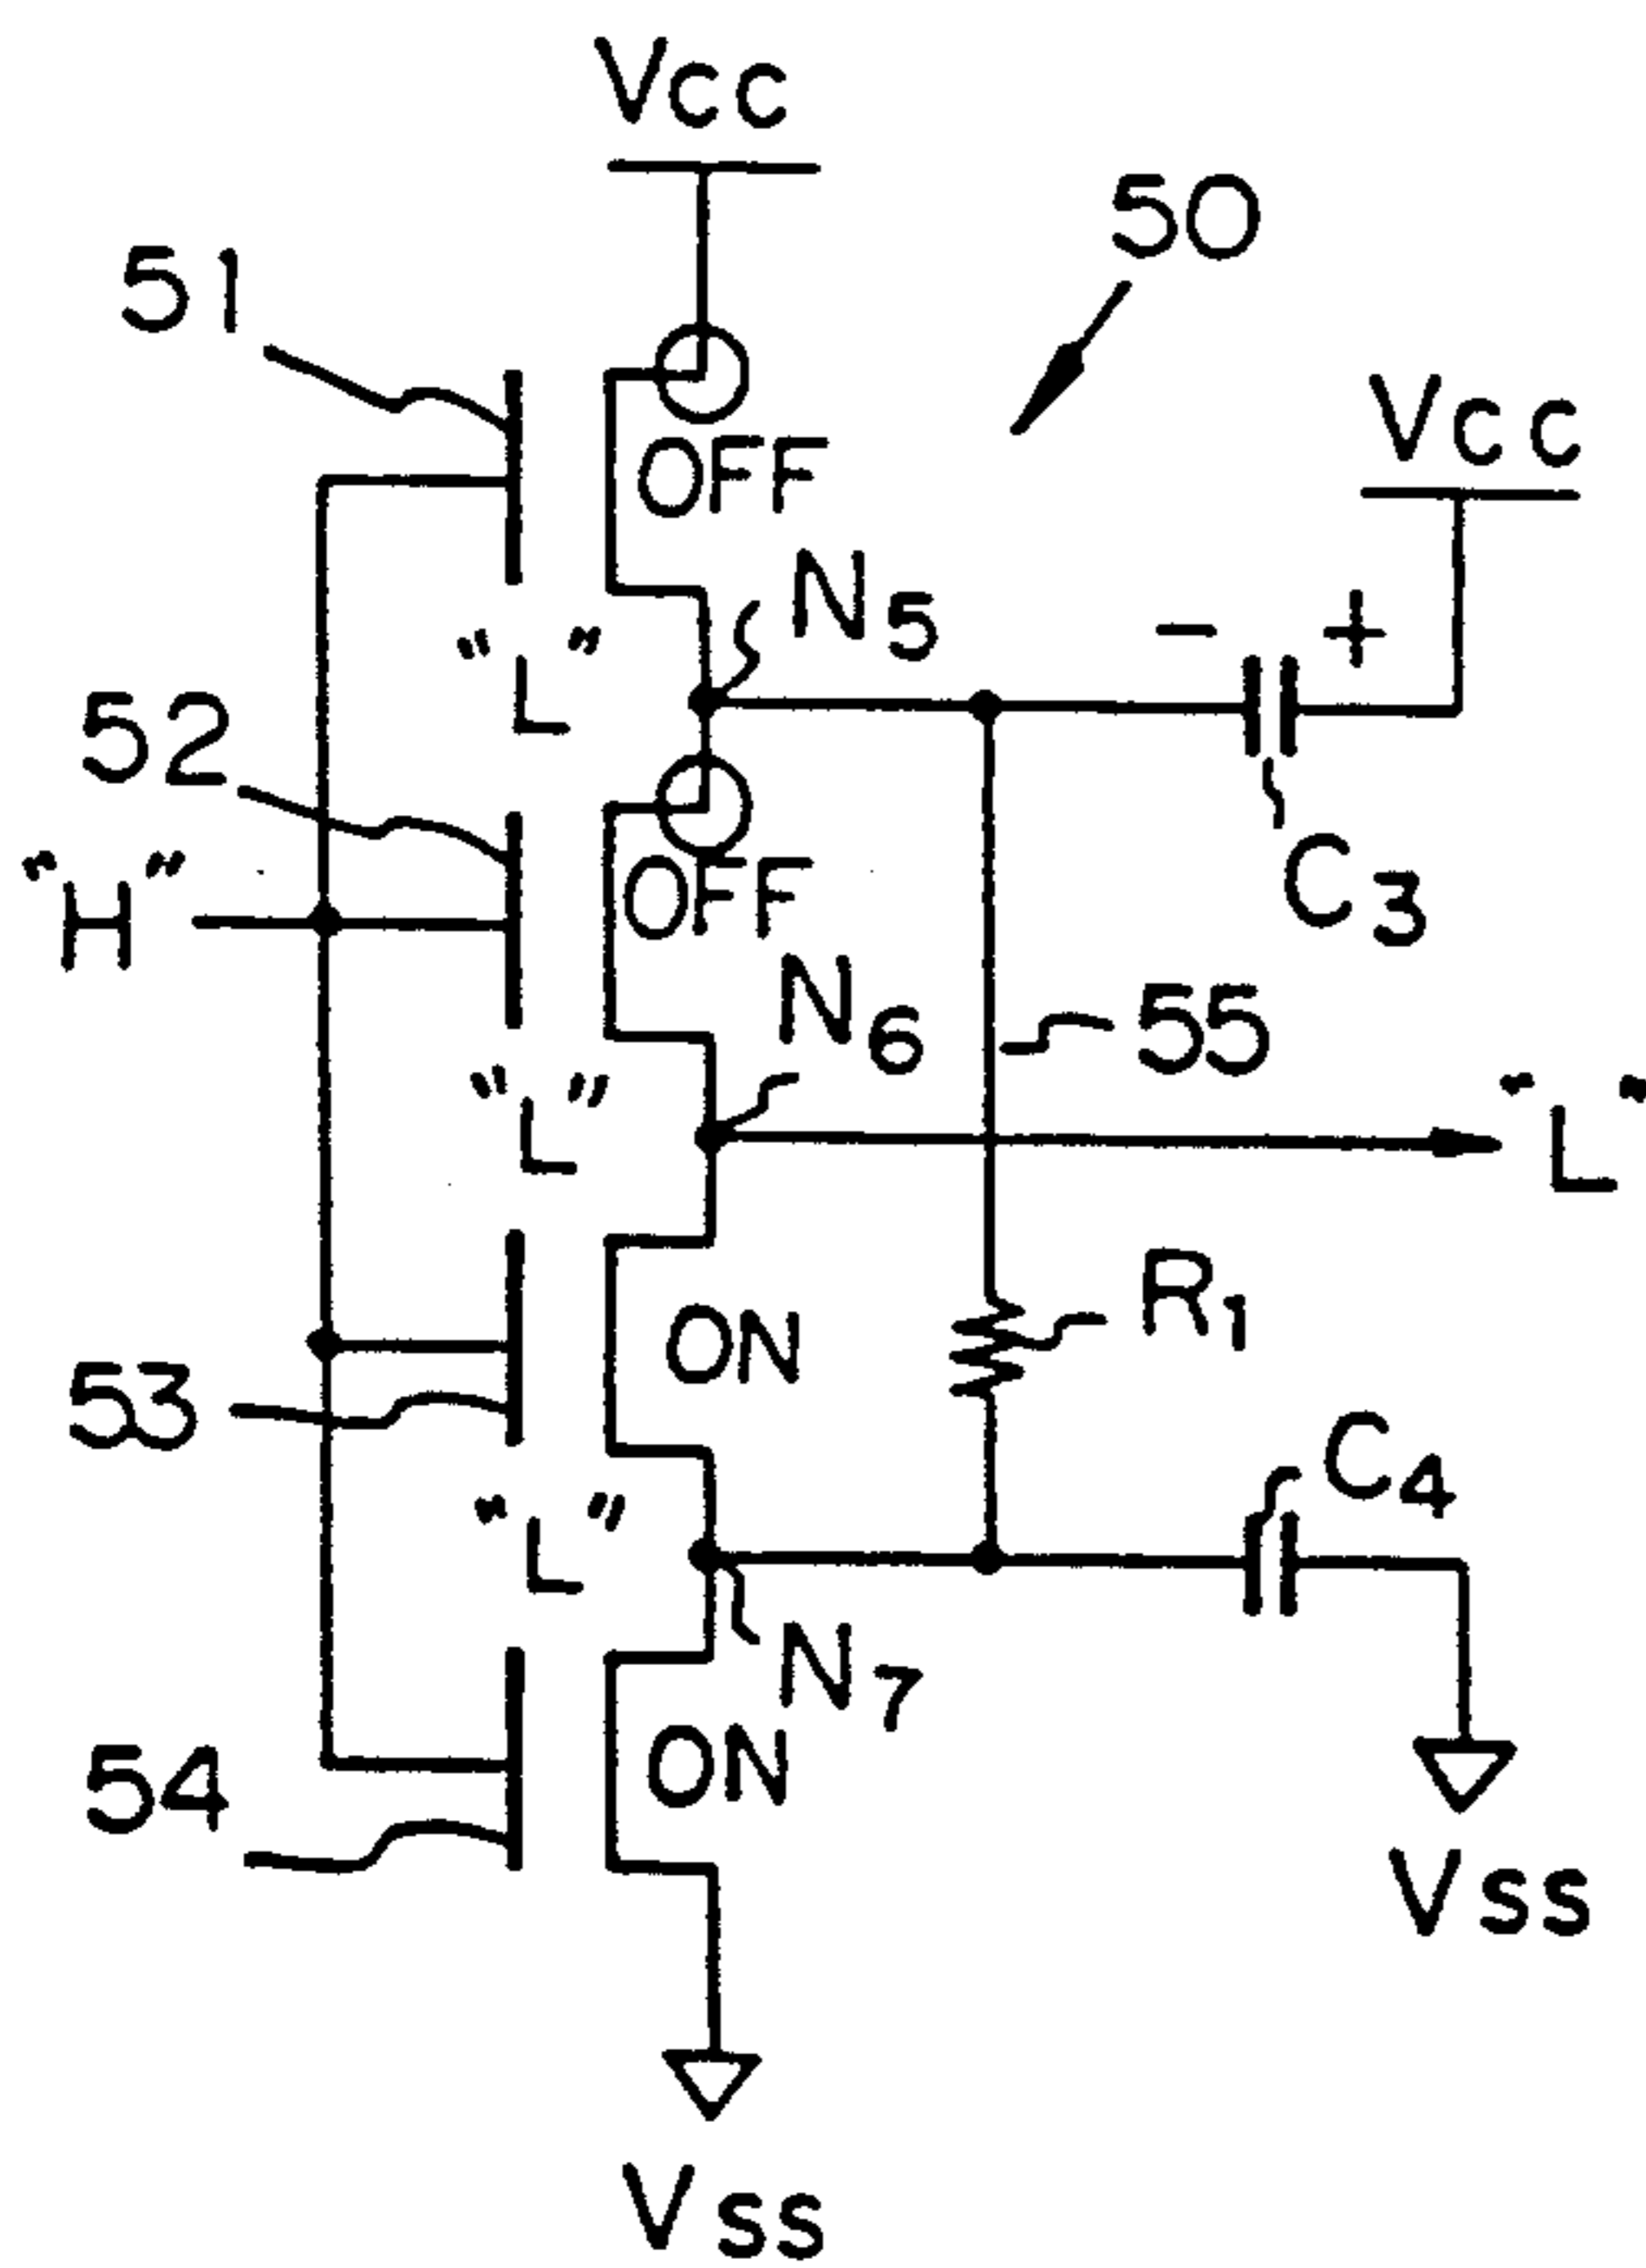 Vcc
50
51
Vcc
OFF
N5
- +
"L"
52
C3
"H"
OFF
N6
55
"L"
"L"
R1
ON
53
C4
"L"
N7
54
ON
Vss
Vss